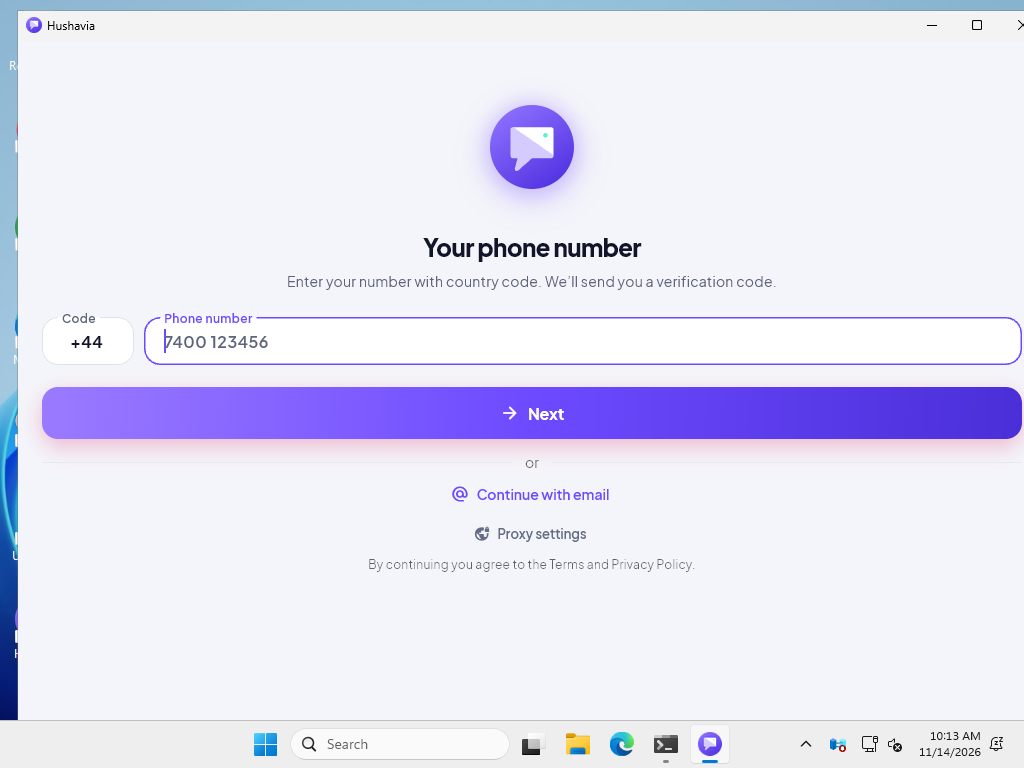 Hushavia
Your phone number
Enter your number with country code. We'll send you a verification code.
Code
Phone number
+44
7400 123456
Next
or
Continue with email
Proxy settings
By continuing you agree to the Terms and Privacy Policy.
Search
10:13 AM
11/14/2026